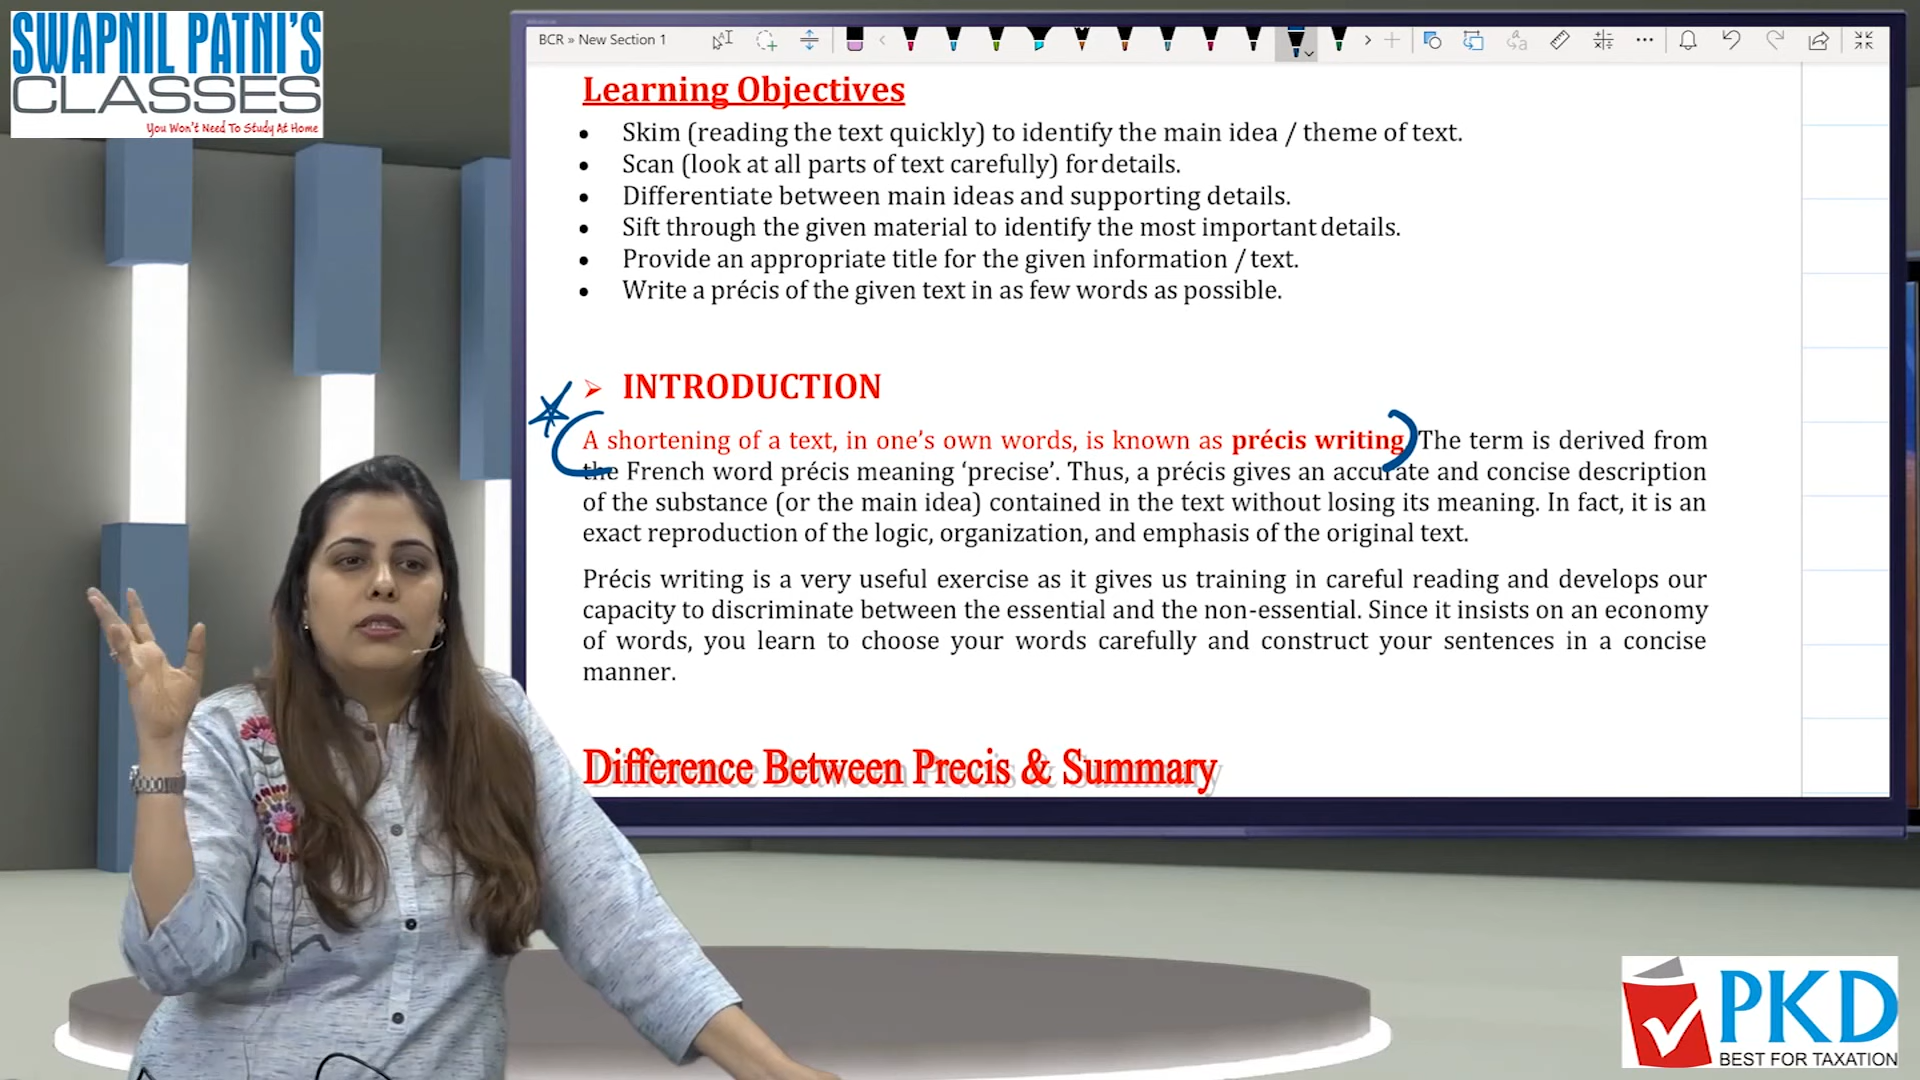 SWAPNIL PATNI'S
CLASSES
You Won't Need To Study At Home
BCR » New Section 1
Learning Objectives
• Skim (reading the text quickly) to identify the main idea / theme of text.
• Scan (look at all parts of text carefully) for details.
• Differentiate between main ideas and supporting details.
• Sift through the given material to identify the most important details.
• Provide an appropriate title for the given information / text.
• Write a précis of the given text in as few words as possible.
➢ INTRODUCTION
A shortening of a text, in one’s own words, is known as précis writing The term is derived from
the French word précis meaning ‘precise’. Thus, a précis gives an accurate and concise description
of the substance (or the main idea) contained in the text without losing its meaning. In fact, it is an
exact reproduction of the logic, organization, and emphasis of the original text.
Précis writing is a very useful exercise as it gives us training in careful reading and develops our
capacity to discriminate between the essential and the non-essential. Since it insists on an economy
of words, you learn to choose your words carefully and construct your sentences in a concise
manner.
Difference Between Precis & Summary
PKD
BEST FOR TAXATION